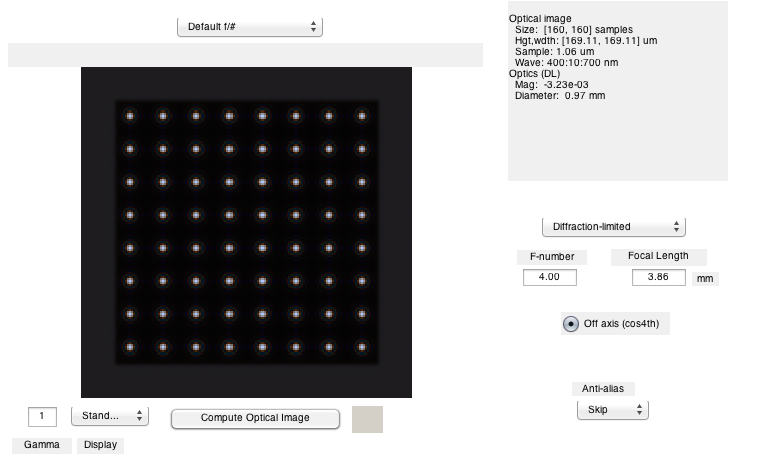 Default f/#
Optical image
Size: [160, 160] samples
Hgt,wdth: [169.11, 169.11] um
Sample: 1.06 um
Wave: 400:10:700 nm
Optics (DL)
Mag: -3.23e-03
Diameter: 0.97 mm
Diffraction-limited
F-number
Focal Length
4.00
3.86
mm
Off axis (cos4th)
Anti-alias
Skip
1
Stand...
Compute Optical Image
Gamma
Display